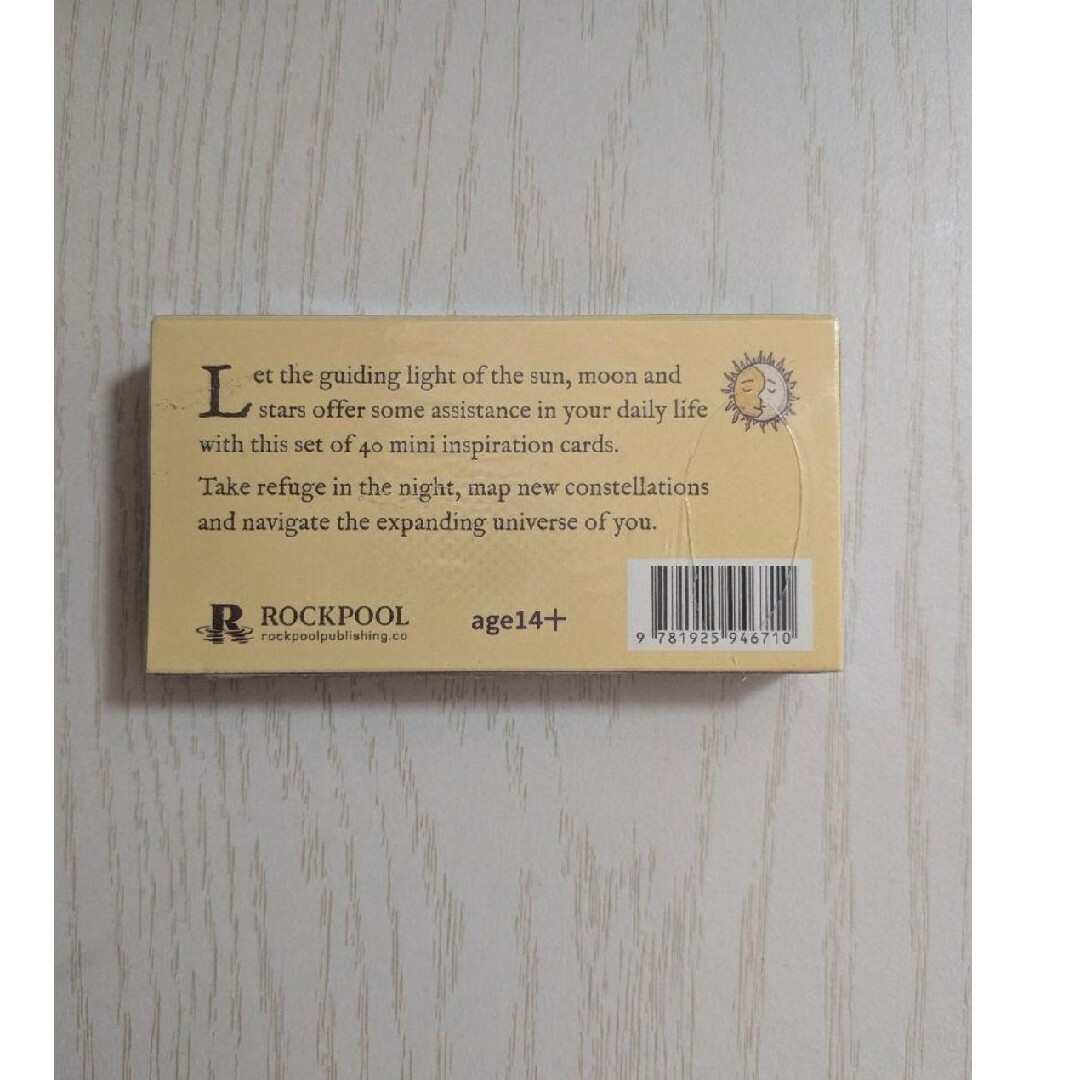 Let the guiding light of the sun, moon and
stars offer some assistance in your daily life
with this set of 40 mini inspiration cards.
Take refuge in the night, map new constellations
and navigate the expanding universe of you.
R ROCKPOOL
rockpoolpublishing.co
age14+
9 781925 946710